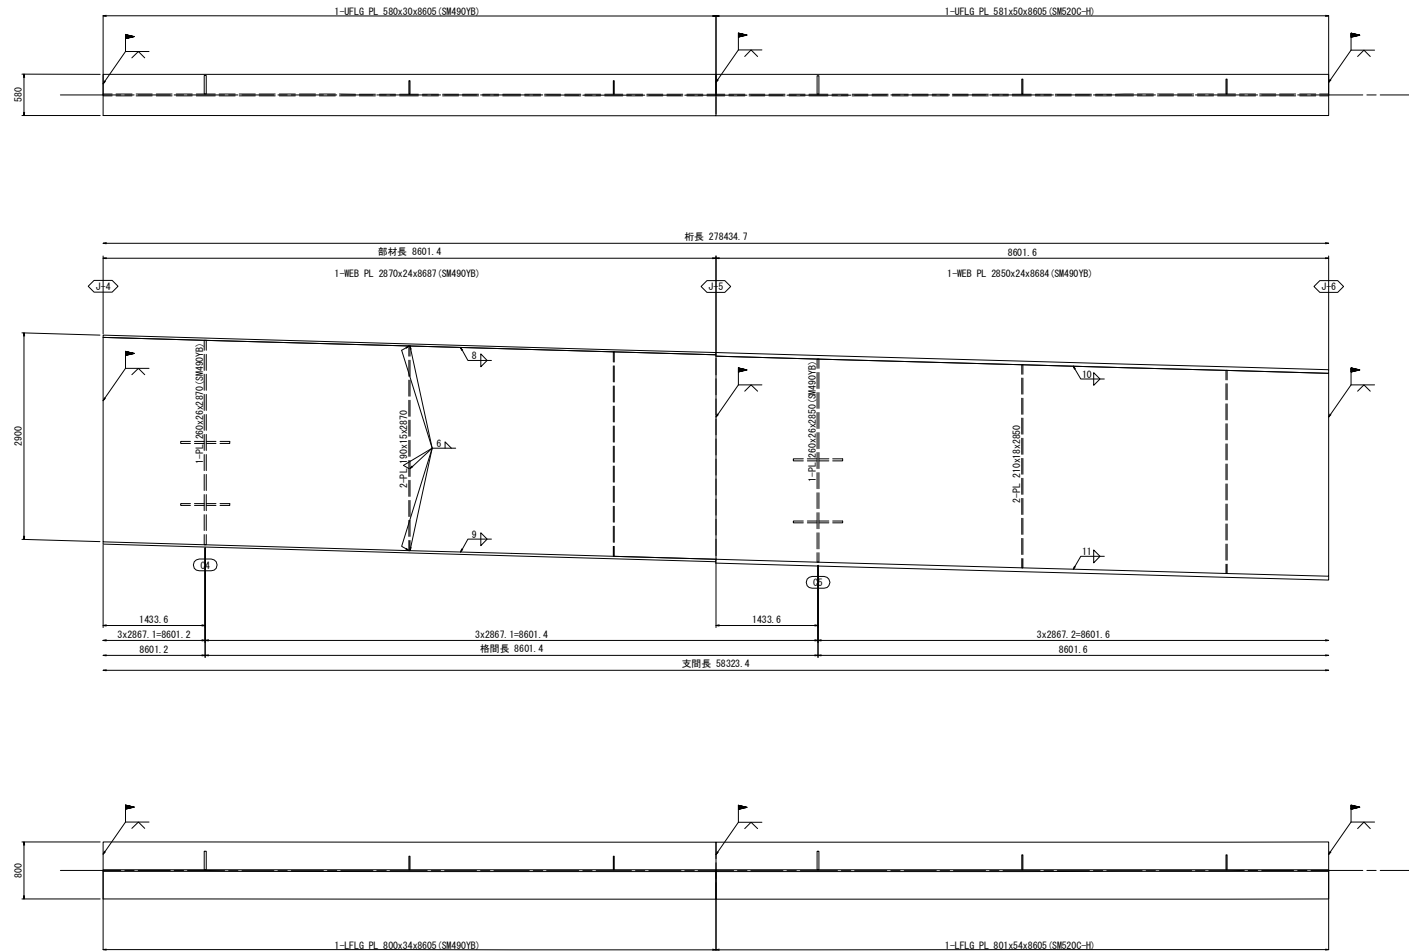 1-UFLG PL 580x30x8605(SM490YB)
1-UFLG PL 581x50x8605(SM520C-H)
580
桁長 278434.7
部材長 8601.4
8601.6
1-WEB PL 2870x24x8687(SM490YB)
1-WEB PL 2850x24x8684(SM490YB)
J-4
J-5
J-6
2900
1-PL 260x26x2870(SM490YB)
2-PL 190x15x2870
8
6
9
1-PL 260x26x2850(SM490YB)
2-PL 210x18x2850
10
11
C4
C5
1433.6
1433.6
3x2867.1=8601.2
3x2867.1=8601.4
3x2867.2=8601.6
8601.2
格間長 8601.4
8601.6
支間長 58323.4
800
1-LFLG PL 800x34x8605(SM490YB)
1-LFLG PL 801x54x8605(SM520C-H)